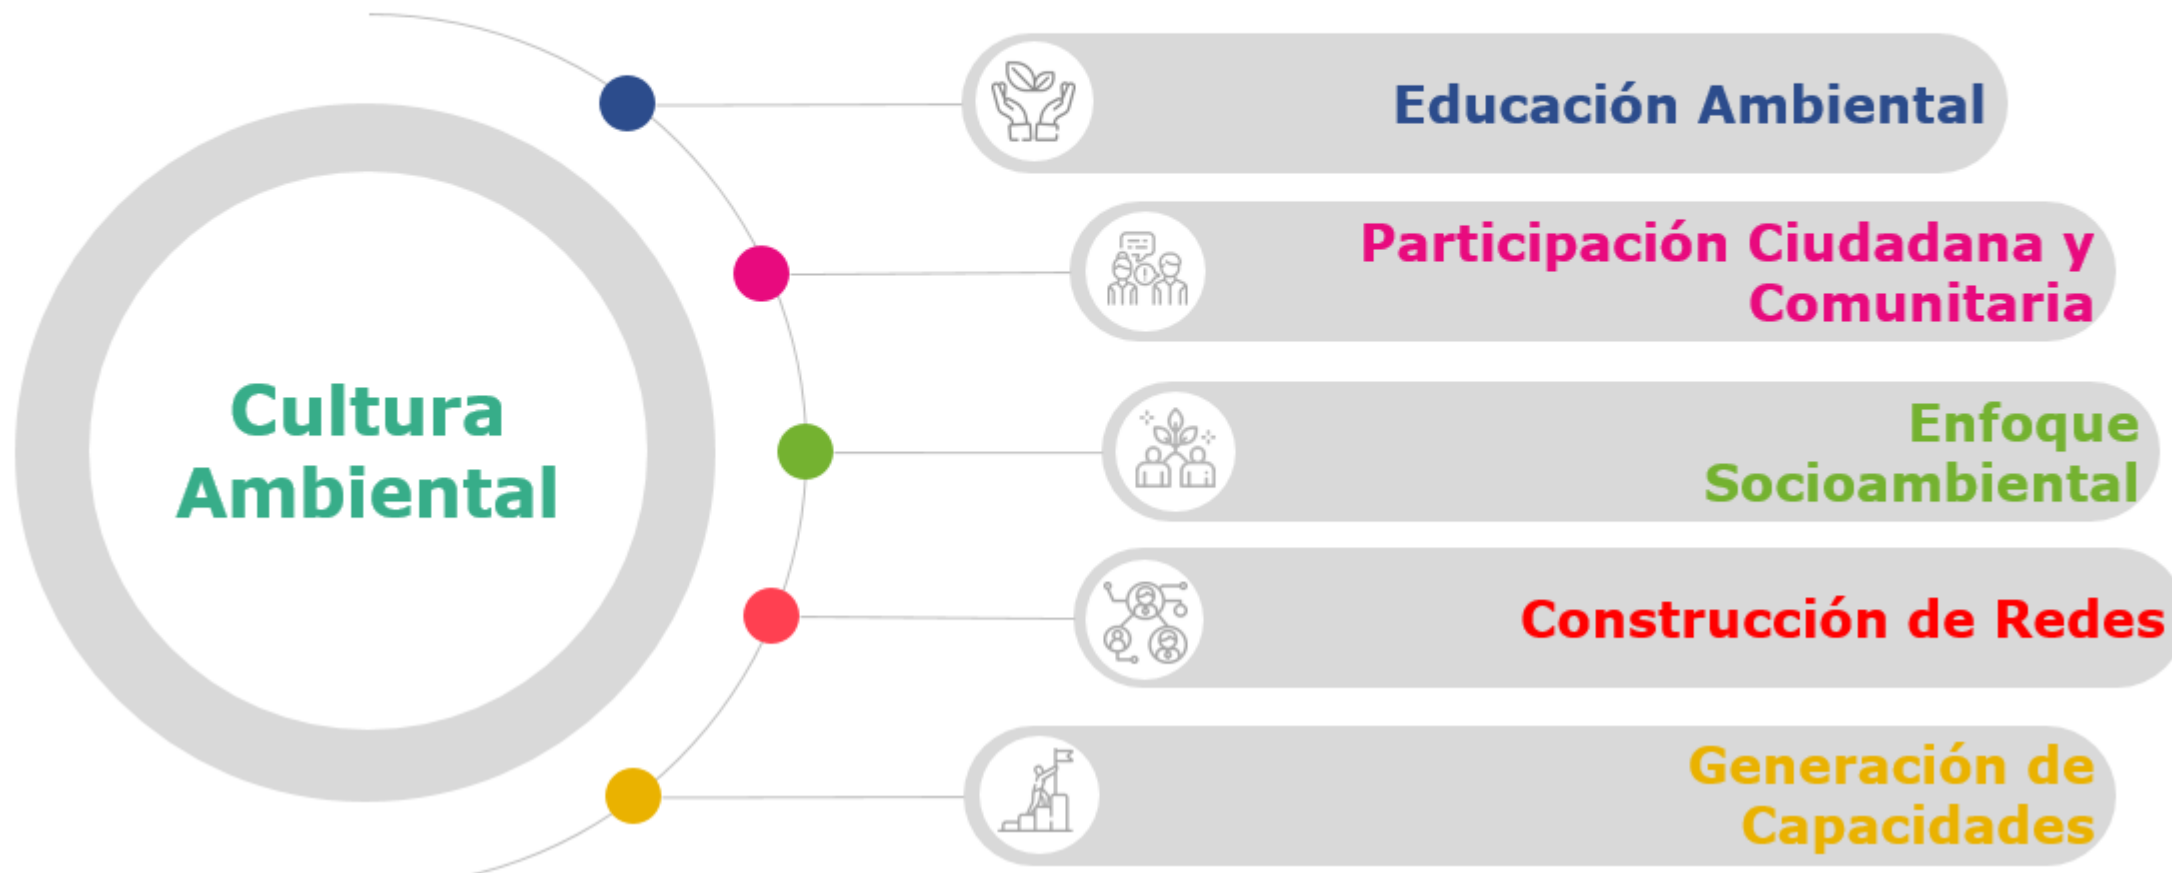 Cultura
Ambiental
Educación Ambiental
Participación Ciudadana y
Comunitaria
Enfoque
Socioambiental
Construcción de Redes
Generación de
Capacidades